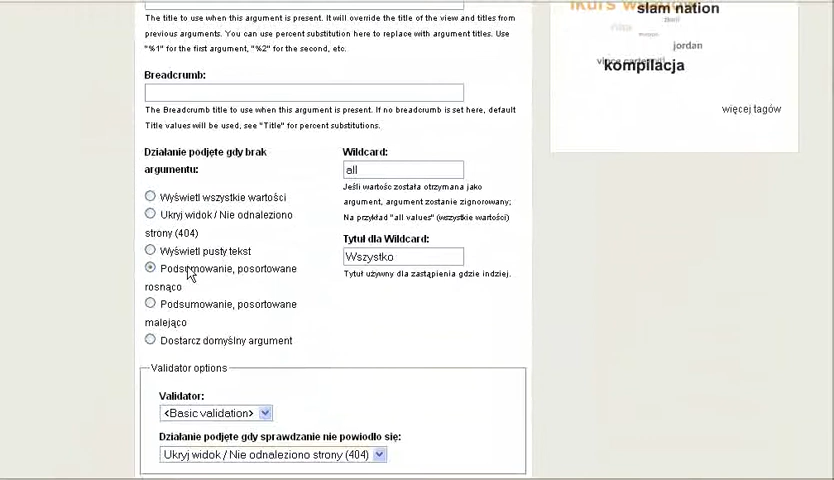 The title to use when this argument is present. It will override the title of the view and titles from
previous arguments. You can use percent substitution here to replace with argument titles. Use
"%1" for the first argument, "%2" for the second, etc.
Breadcrumb:
The Breadcrumb title to use when this argument is present. If no breadcrumb is set here, default
Title values will be used, see "Title" for percent substitutions.
Działanie podjęte gdy brak
argumentu:
Wyświetl wszystkie wartości
Ukryj widok / Nie odnaleziono
strony (404)
Wyświetl pusty tekst
Podsumowanie, posortowane
rosnąco
Podsumowanie, posortowane
malejąco
Dostarcz domyślny argument
Wildcard:
all
Jeśli wartość została otrzymana jako
argument, argument zostanie zignorowany;
Na przykład "all values" (wszystkie wartości)
Tytuł dla Wildcard:
Wszystko
Tytuł używny dla zastąpienia gdzie indziej.
Validator options
Validator:
<Basic validation>
Działanie podjęte gdy sprawdzanie nie powiodło się:
Ukryj widok / Nie odnaleziono strony (404)
slam nation
jordan
kompilacja
więcej tagów